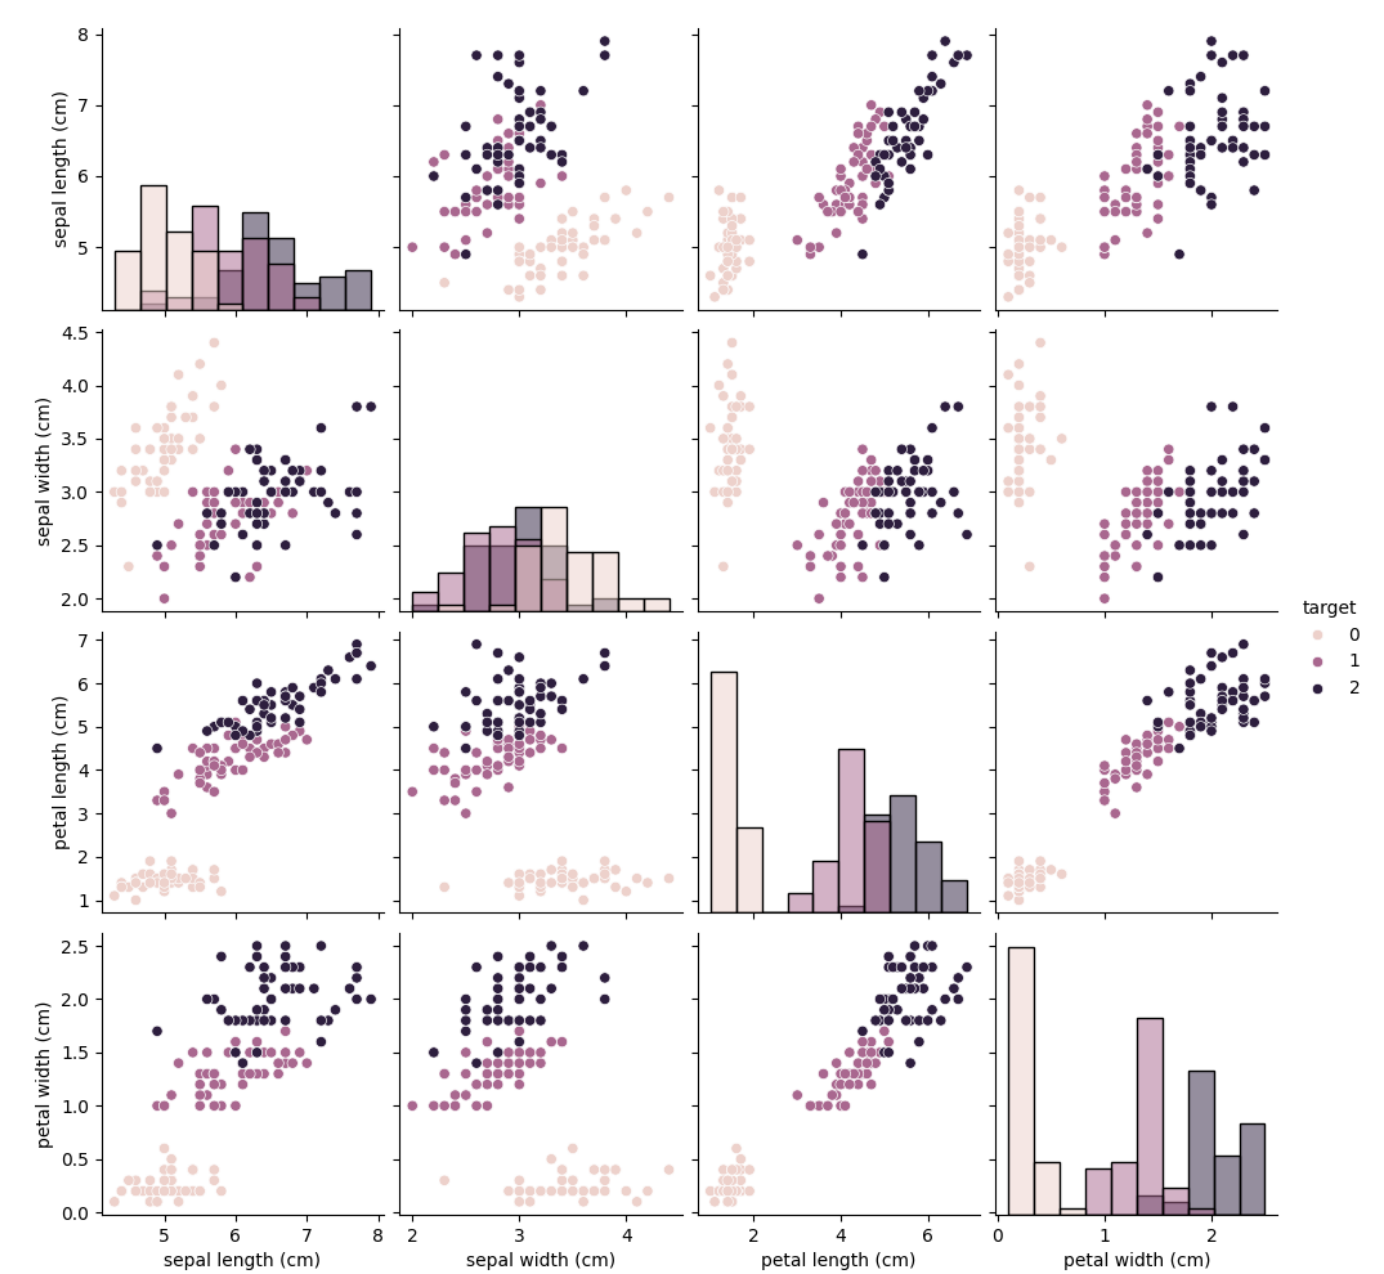 8
7
6
5
sepal length (cm)
4.5
4.0
3.5
3.0
2.5
2.0
sepal width (cm)
target
0
1
2
7
6
5
4
3
2
1
petal length (cm)
2.5
2.0
1.5
1.0
0.5
0.0
petal width (cm)
5 6 7 8
sepal length (cm)
2 3 4
sepal width (cm)
2 4 6
petal length (cm)
0 1 2
petal width (cm)